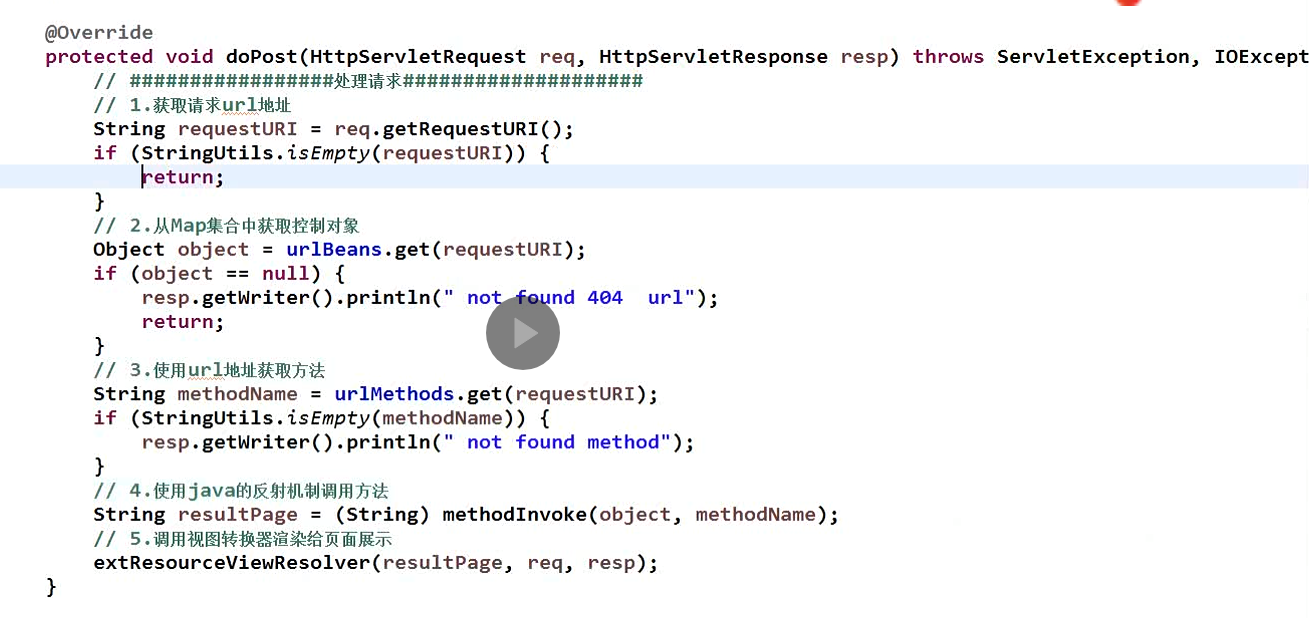 @Override
protected void doPost(HttpServletRequest req, HttpServletResponse resp) throws ServletException, IOExcept
// #################处理请求####################
// 1.获取请求url地址
String requestURI = req.getRequestURI();
if (StringUtils.isEmpty(requestURI)) {
return;
}
// 2.从Map集合中获取控制对象
Object object = urlBeans.get(requestURI);
if (object == null) {
resp.getWriter().println(" not found 404  url");
return;
}
// 3.使用url地址获取方法
String methodName = urlMethods.get(requestURI);
if (StringUtils.isEmpty(methodName)) {
resp.getWriter().println(" not found method");
}
// 4.使用java的反射机制调用方法
String resultPage = (String) methodInvoke(object, methodName);
// 5.调用视图转换器渲染给页面展示
extResourceViewResolver(resultPage, req, resp);
}